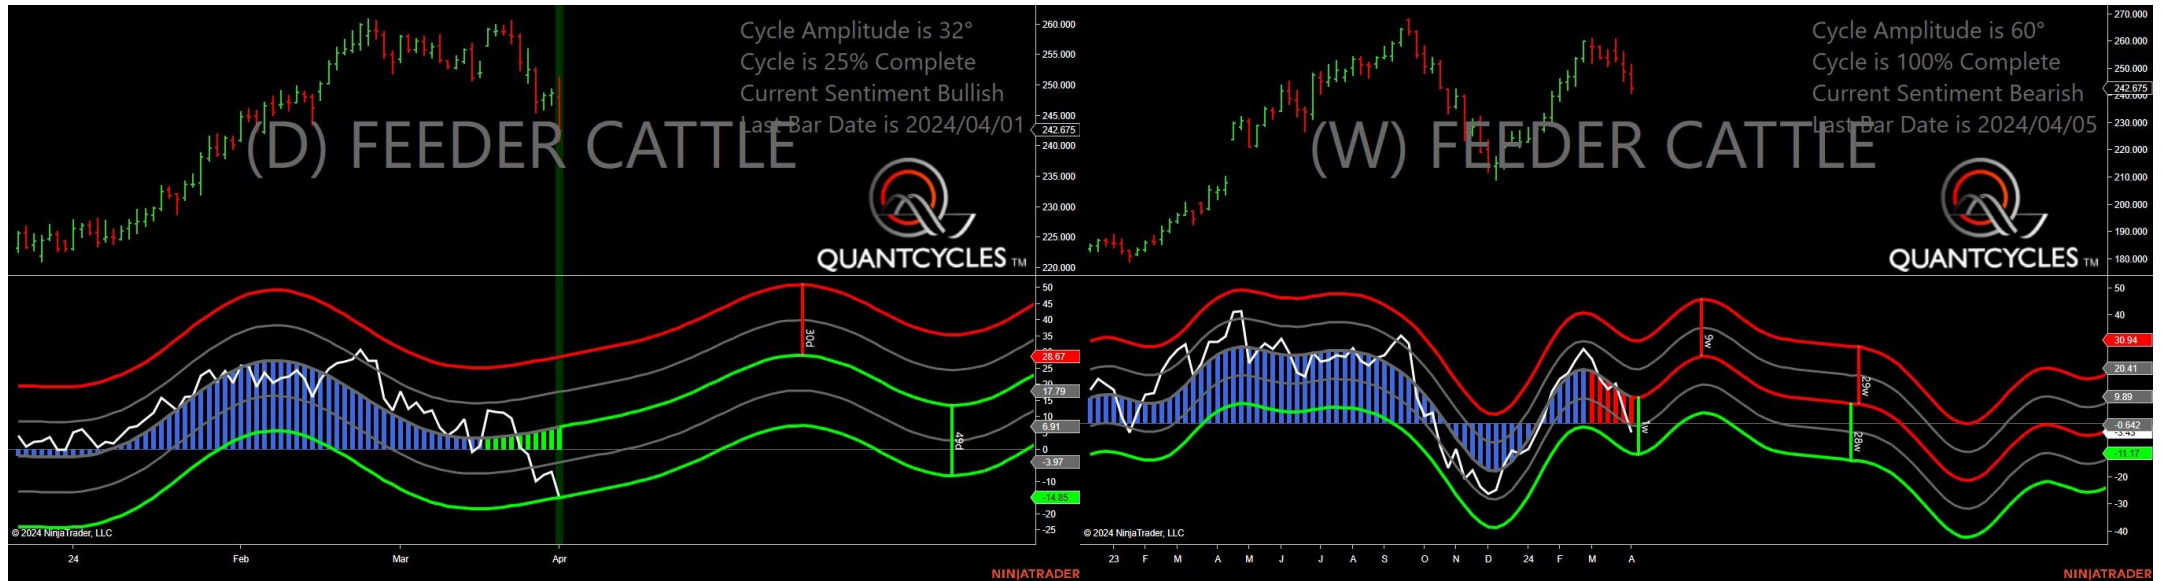 Cycle Amplitude is 32°
Cycle is 25% Complete
Current Sentiment Bullish
Last Bar Date is 2024/04/01
(D) FEEDER CATTLE
QUANTCYCLES TM
260.000
255.000
250.000
245.000
242.675
240.000
235.000
230.000
225.000
220.000
50
45
40
35
30d
28.67
25
20
17.79
15
10
6.91
49d
0
-3.97
-10
-14.85
-20
-25
© 2024 NinjaTrader, LLC
24 Feb Mar Apr
NINJATRADER
Cycle Amplitude is 60°
Cycle is 100% Complete
Current Sentiment Bearish
Last Bar Date is 2024/04/05
(W) FEEDER CATTLE
QUANTCYCLES TM
270.000
260.000
250.000
242.675
240.000
230.000
220.000
210.000
200.000
190.000
180.000
50
40
9w
30.94
20.41
29w
9.89
1w
-0.642
28w
-11.17
-20
-30
-40
© 2024 NinjaTrader, LLC
23 F M A M J J A S O N D 24 F M A
NINJATRADER